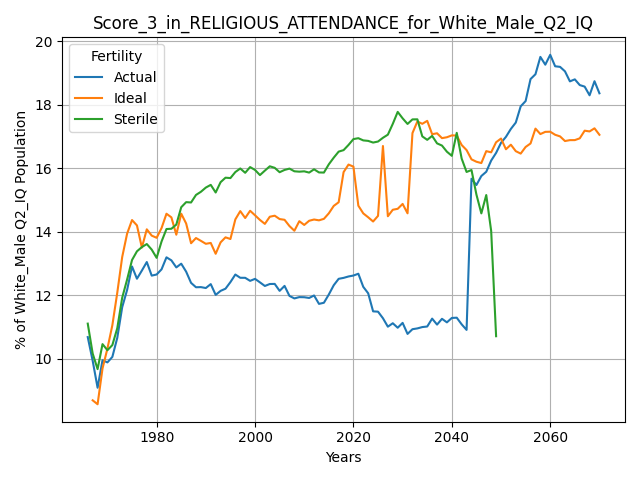 Score_3_in_RELIGIOUS_ATTENDANCE_for_White_Male_Q2_IQ
Fertility
Actual
Ideal
Sterile
% of White_Male Q2_IQ Population
20
18
16
14
12
10
1980
2000
2020
2040
2060
Years